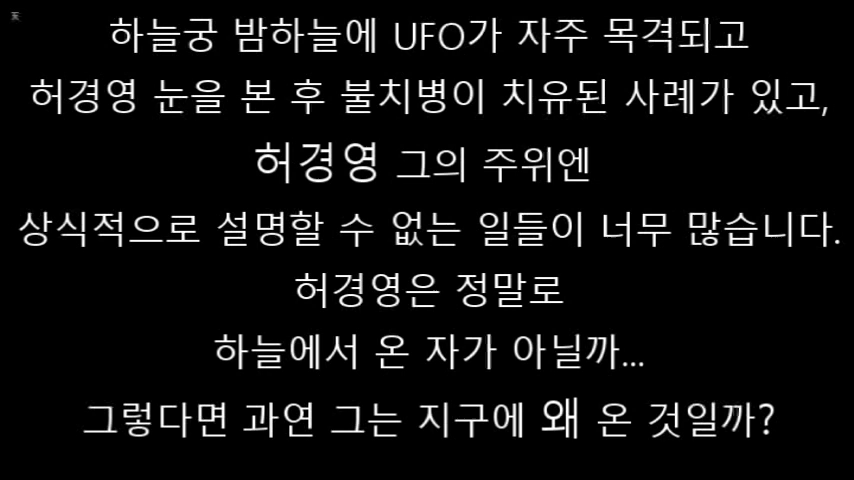 하늘궁 밤하늘에 UFO가 자주 목격되고
허경영 눈을 본 후 불치병이 치유된 사례가 있고,
허경영 그의 주위엔
상식적으로 설명할 수 없는 일들이 너무 많습니다.
허경영은 정말로
하늘에서 온 자가 아닐까...
그렇다면 과연 그는 지구에 왜 온 것일까?